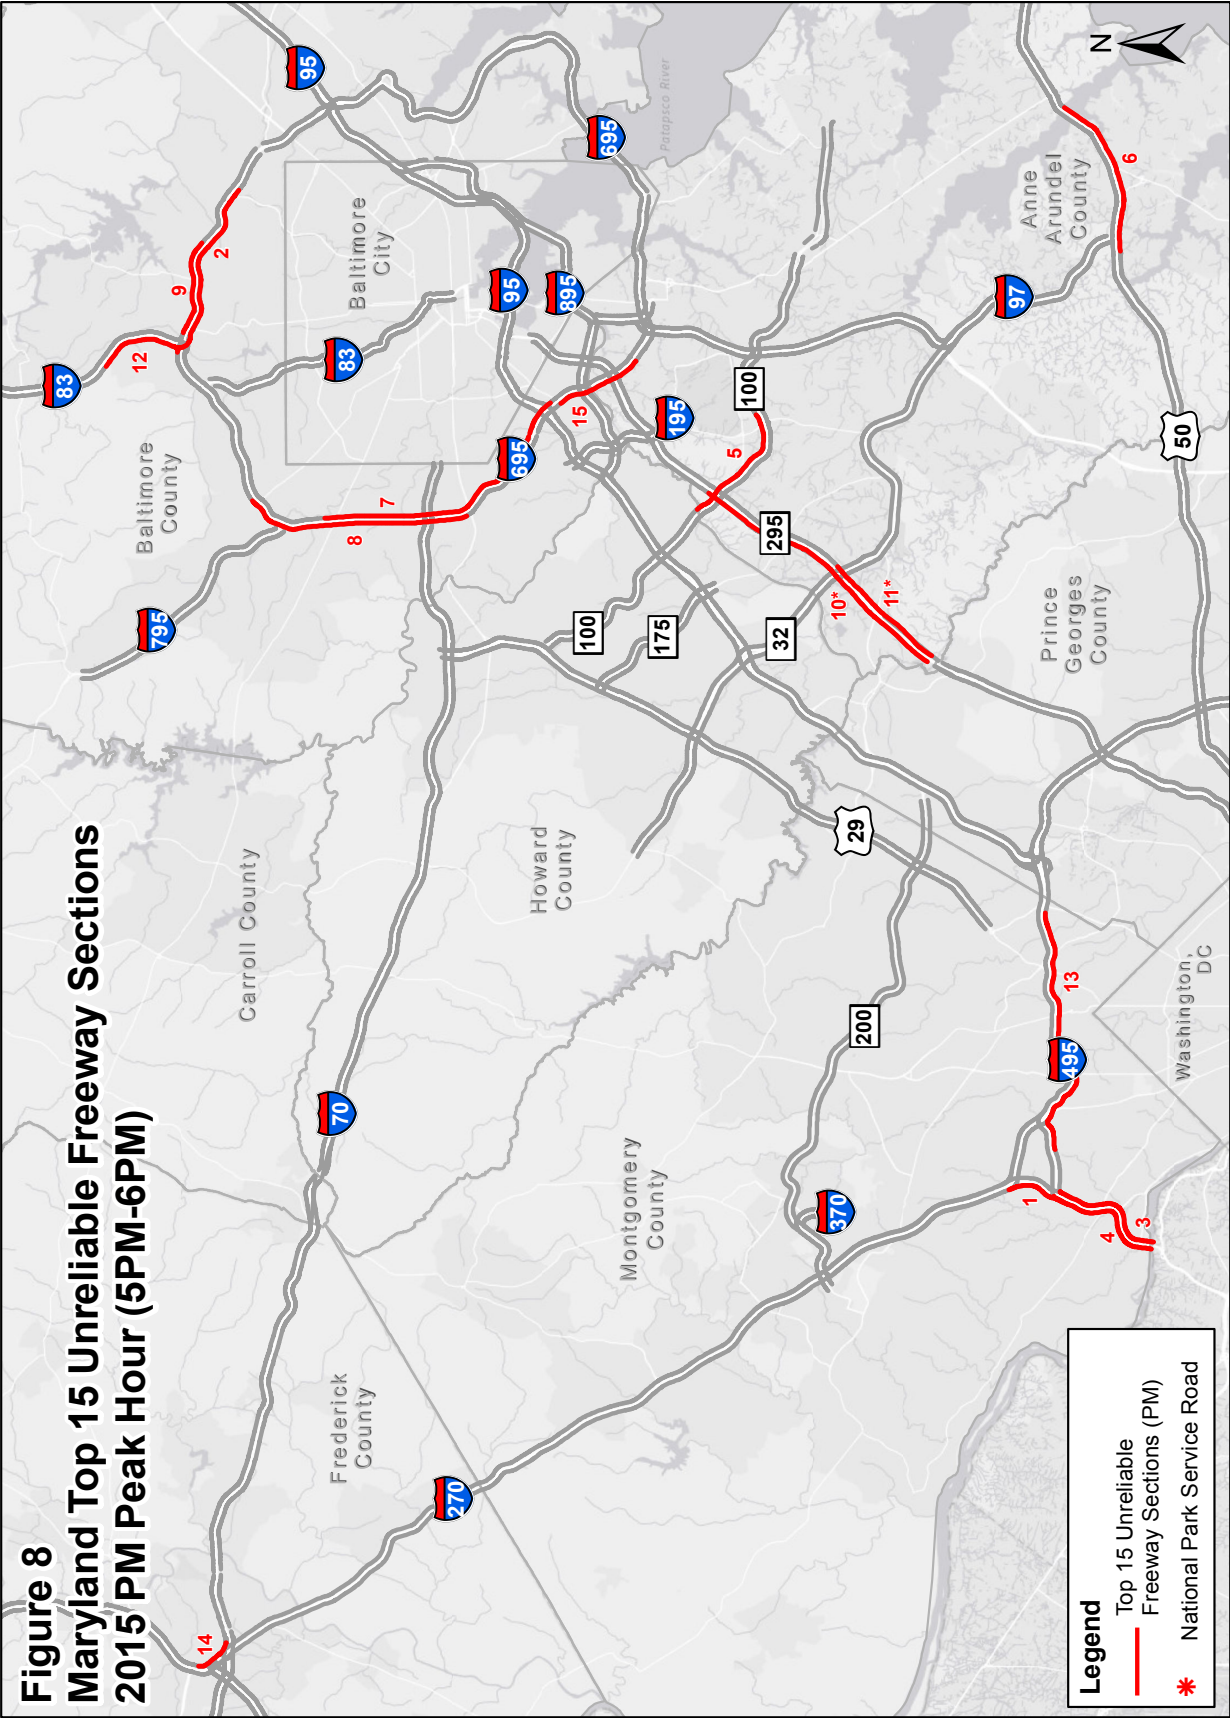 Figure 8
Maryland Top 15 Unreliable Freeway Sections
2015 PM Peak Hour (5PM-6PM)
N
95
83
12
9
2
Baltimore
City
83
695
Patapsco River
95
895
Baltimore
County
795
8
7
695
15
195
100
5
97
Anne
Arundel
County
6
50
295
10*
11*
100
175
32
Prince
Georges
County
Carroll County
Howard
County
29
70
200
13
495
Washington,
DC
Montgomery
County
370
1
4
3
Frederick
County
270
14
Legend
Top 15 Unreliable
Freeway Sections (PM)
National Park Service Road